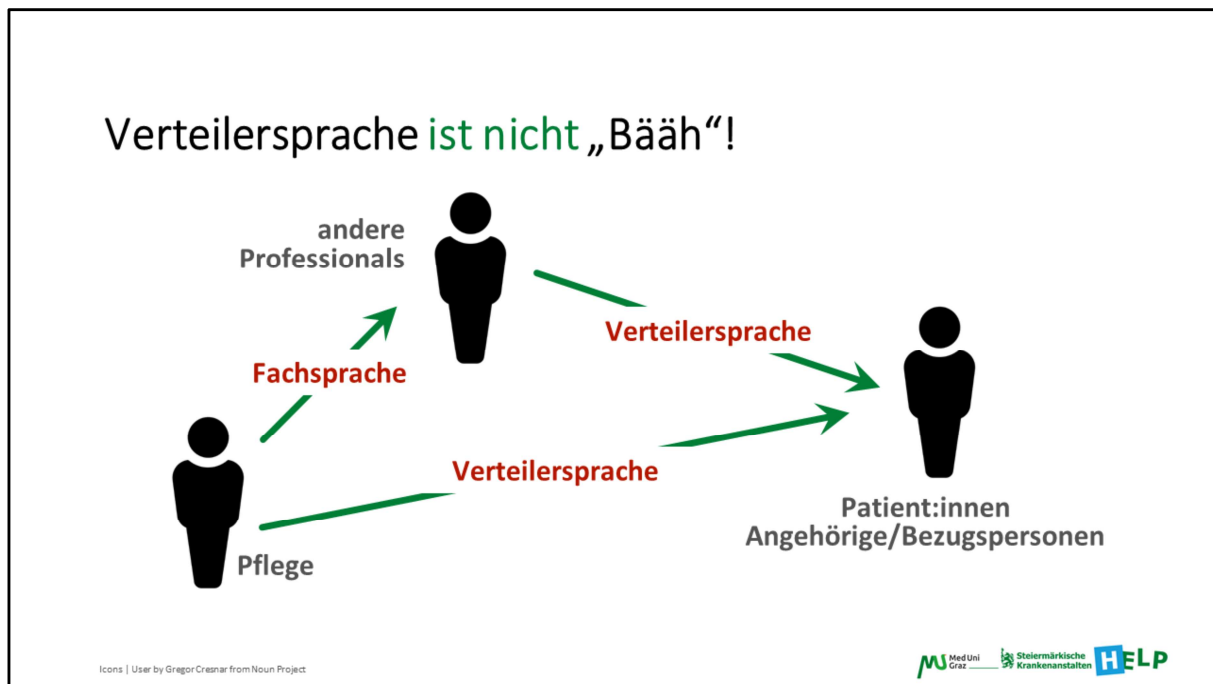 Verteilersprache ist nicht „Bääh“!
andere
Professionals
Verteilersprache
Fachsprache
Verteilersprache
Pflege
Patient:innen
Angehörige/Bezugspersonen
Icons | User by Gregor Cresnar from Noun Project
Med Uni
Graz
Steiermärkische
Krankenanstalten
HELP